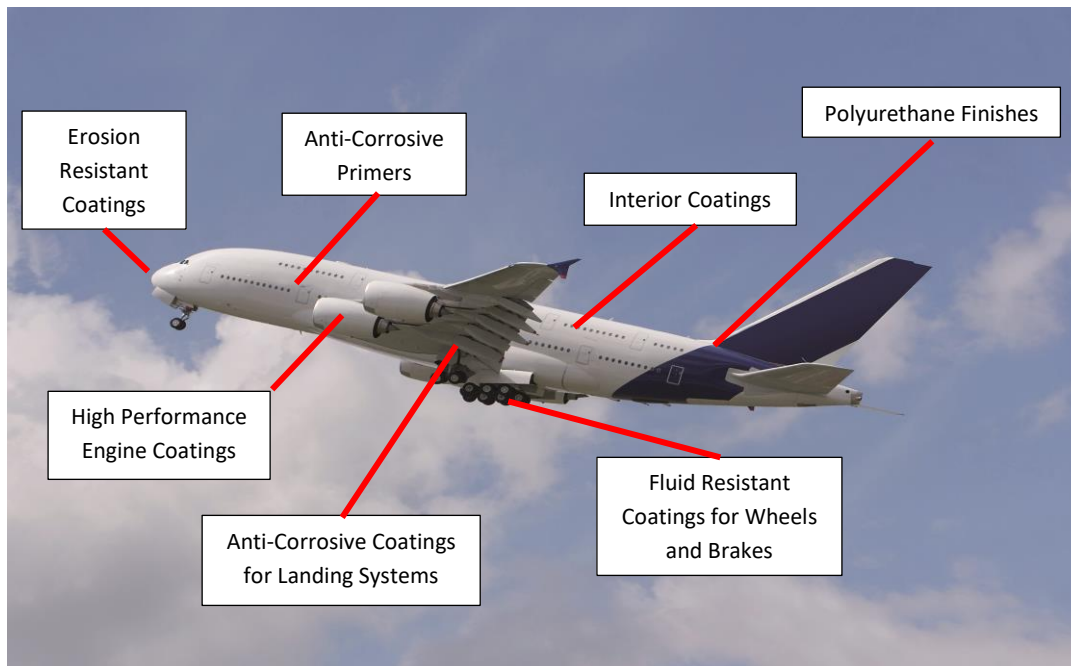 Erosion
Resistant
Coatings
Anti-Corrosive
Primers
Interior Coatings
Polyurethane Finishes
High Performance
Engine Coatings
Anti-Corrosive Coatings
for Landing Systems
Fluid Resistant
Coatings for Wheels
and Brakes